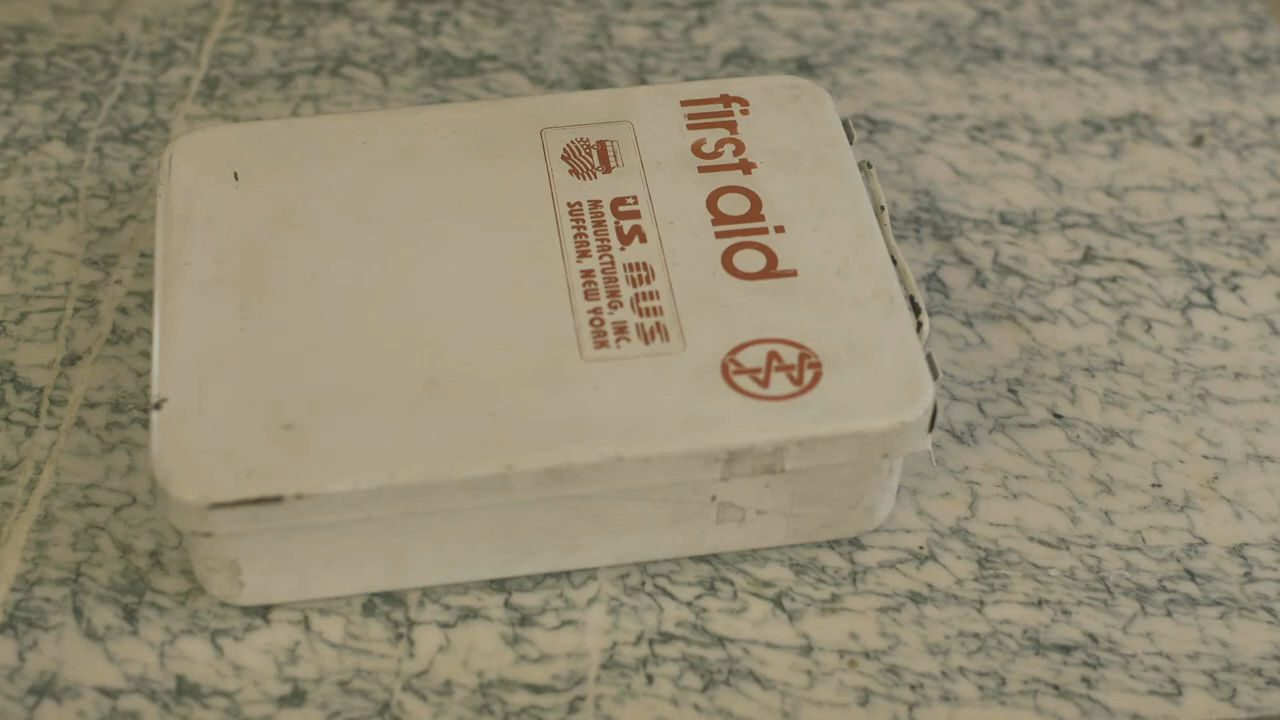 first aid
U.S. BUS
MANUFACTURING, INC.
SUFFERN, NEW YORK